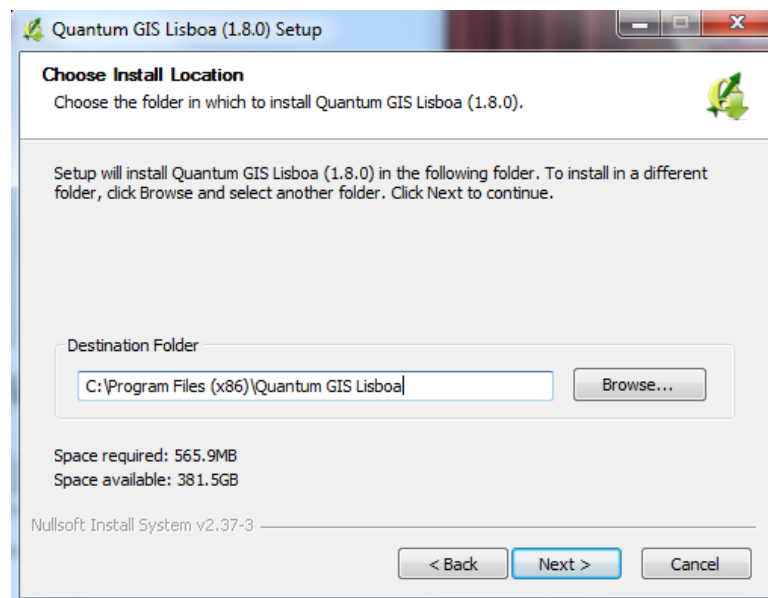 Quantum GIS Lisboa (1.8.0) Setup
Choose Install Location
Choose the folder in which to install Quantum GIS Lisboa (1.8.0).
Setup will install Quantum GIS Lisboa (1.8.0) in the following folder. To install in a different
folder, click Browse and select another folder. Click Next to continue.
Destination Folder
C:\Program Files (x86)\Quantum GIS Lisboa
Browse...
Space required: 565.9MB
Space available: 381.5GB
Nullsoft Install System v2.37-3
< Back
Next >
Cancel